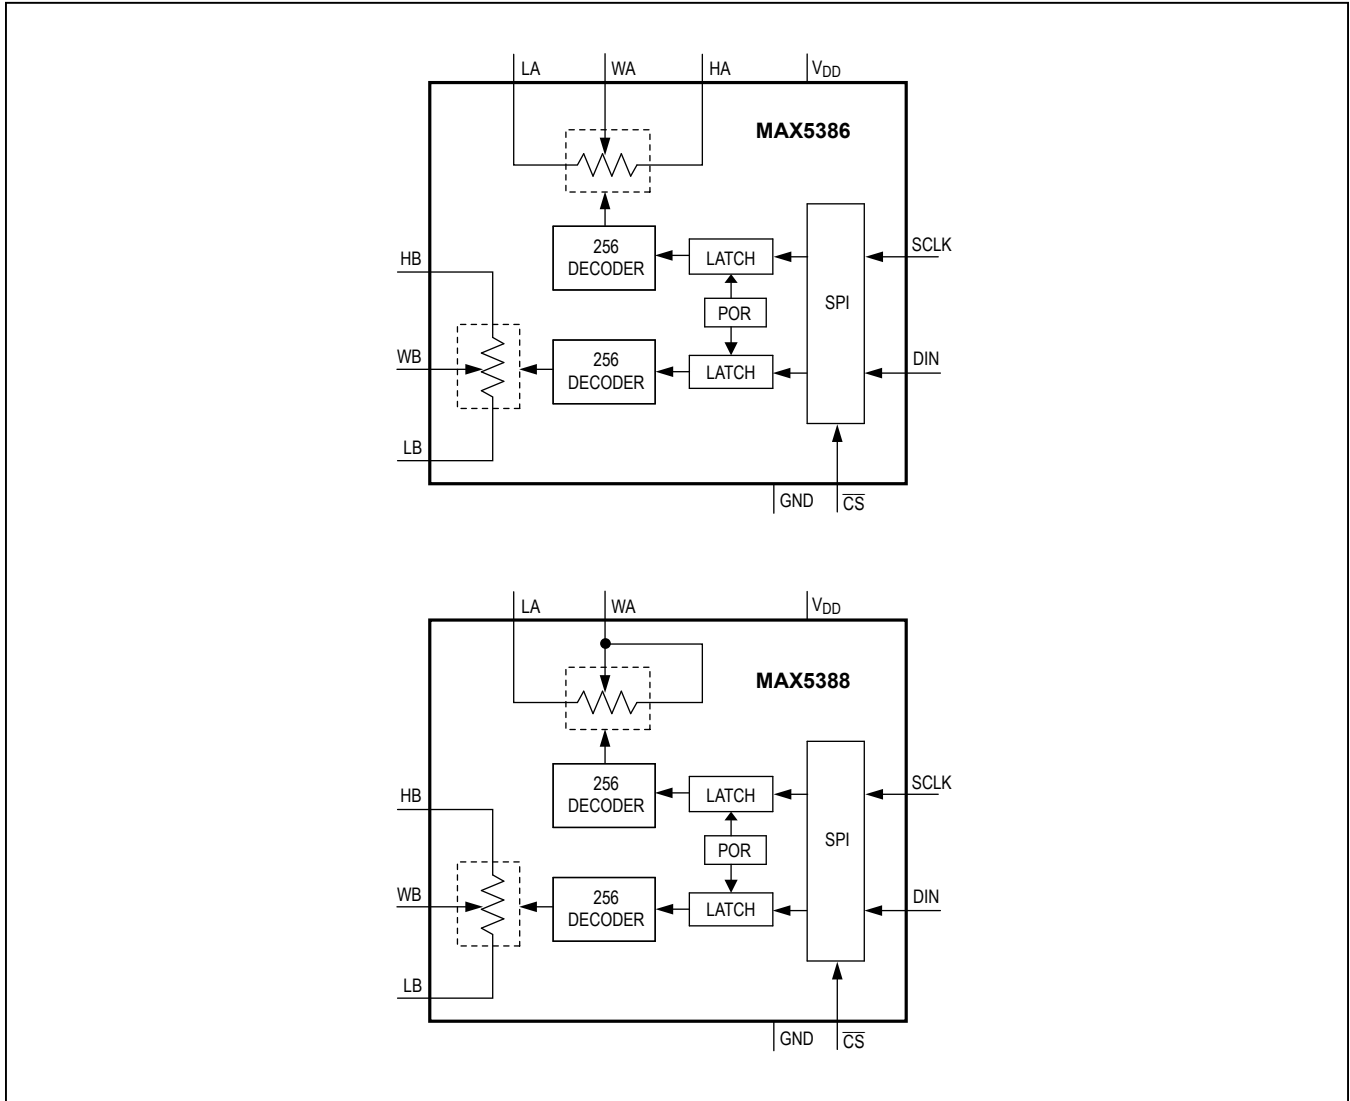 LA WA HA VDD
MAX5386
256
DECODER
LATCH
SCLK
HB
POR
SPI
WB
256
DECODER
LATCH
DIN
LB
GND
CS
LA WA VDD
MAX5388
256
DECODER
LATCH
SCLK
HB
POR
SPI
WB
256
DECODER
LATCH
DIN
LB
GND
CS